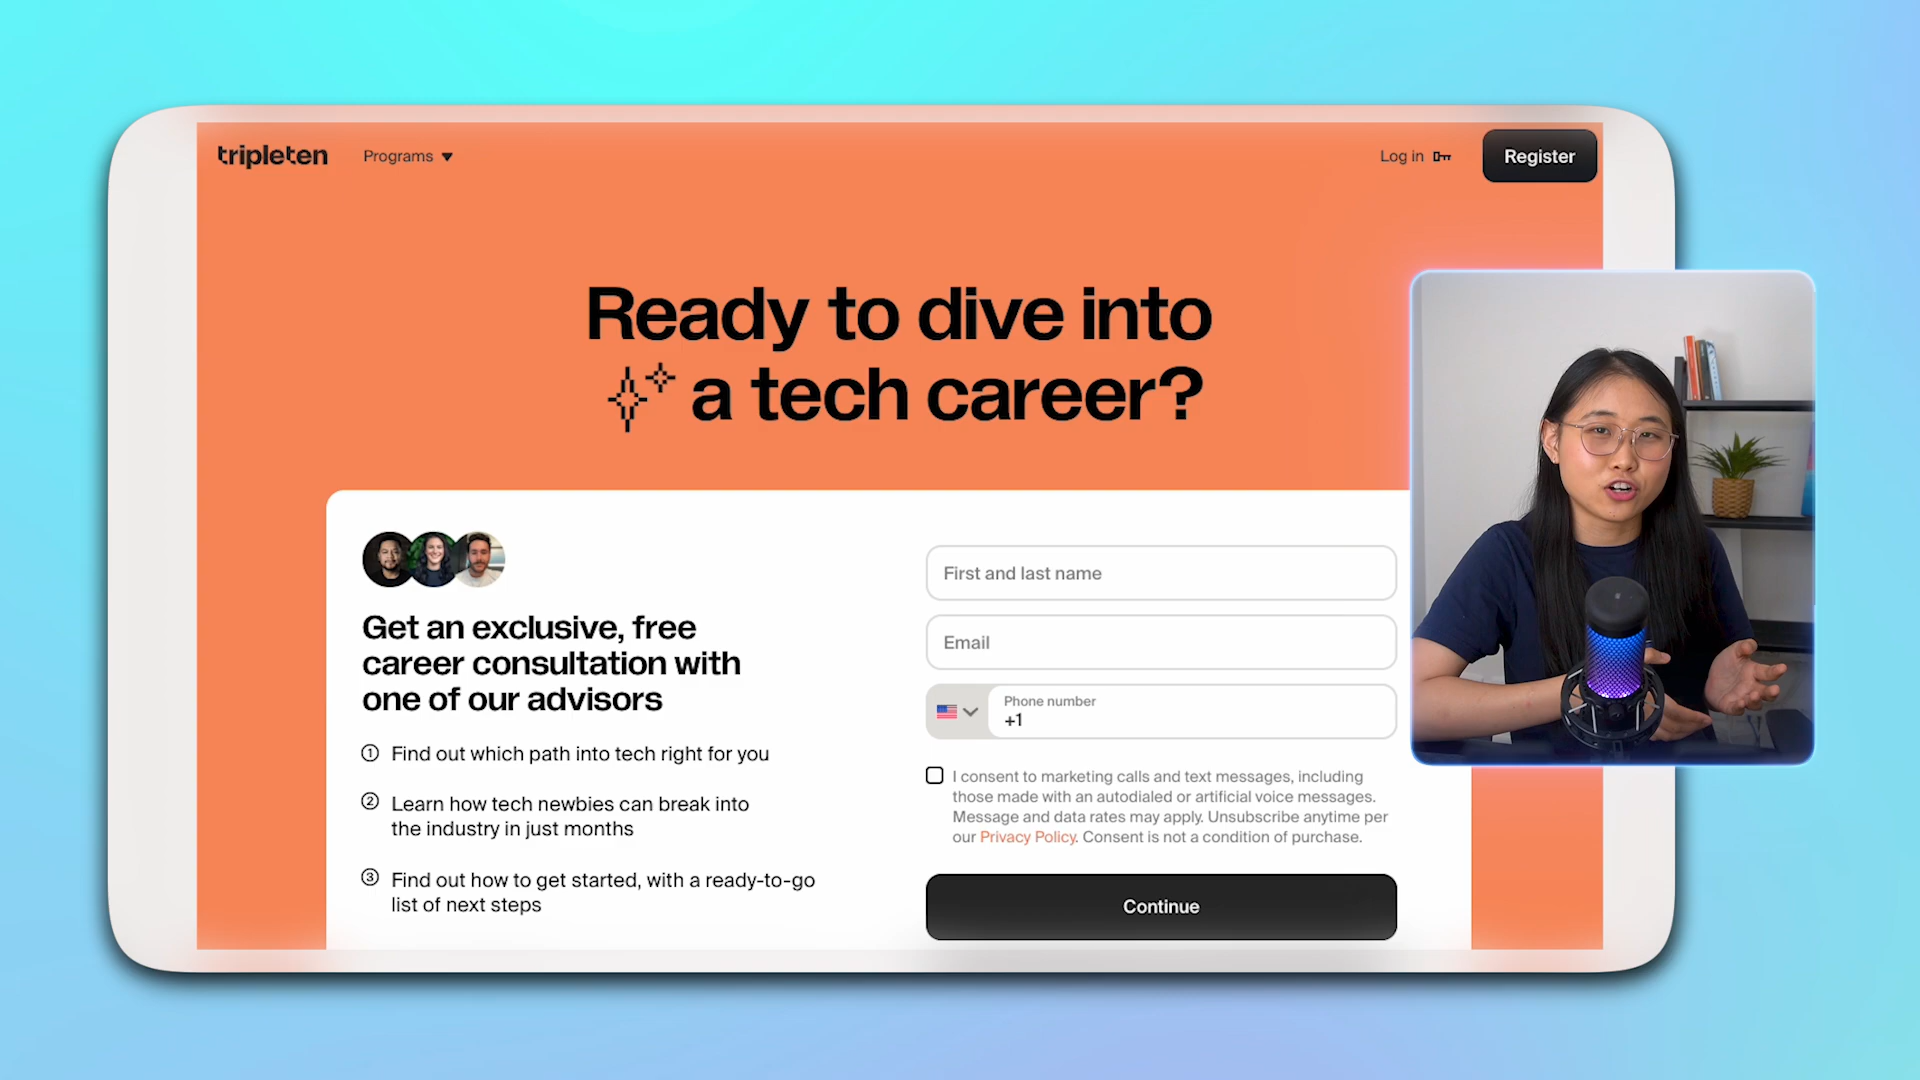 tripleten
Programs
Log in
Register
Ready to dive into
a tech career?
Get an exclusive, free
career consultation with
one of our advisors
1 Find out which path into tech right for you
2 Learn how tech newbies can break into
the industry in just months
3 Find out how to get started, with a ready-to-go
list of next steps
First and last name
Email
Phone number
+1
I consent to marketing calls and text messages, including
those made with an autodialed or artificial voice messages.
Message and data rates may apply. Unsubscribe anytime per
our Privacy Policy. Consent is not a condition of purchase.
Continue